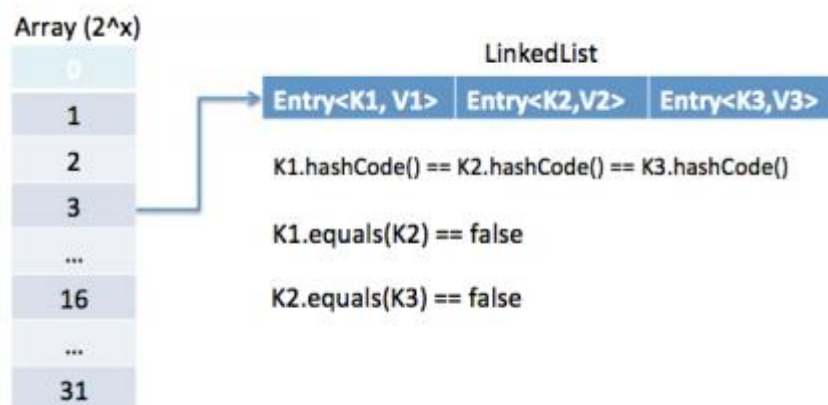 Array (2^x)
0
1
2
3
...
16
...
31
LinkedList
Entry<K1, V1> Entry<K2,V2> Entry<K3,V3>
K1.hashCode() == K2.hashCode() == K3.hashCode()
K1.equals(K2) == false
K2.equals(K3) == false